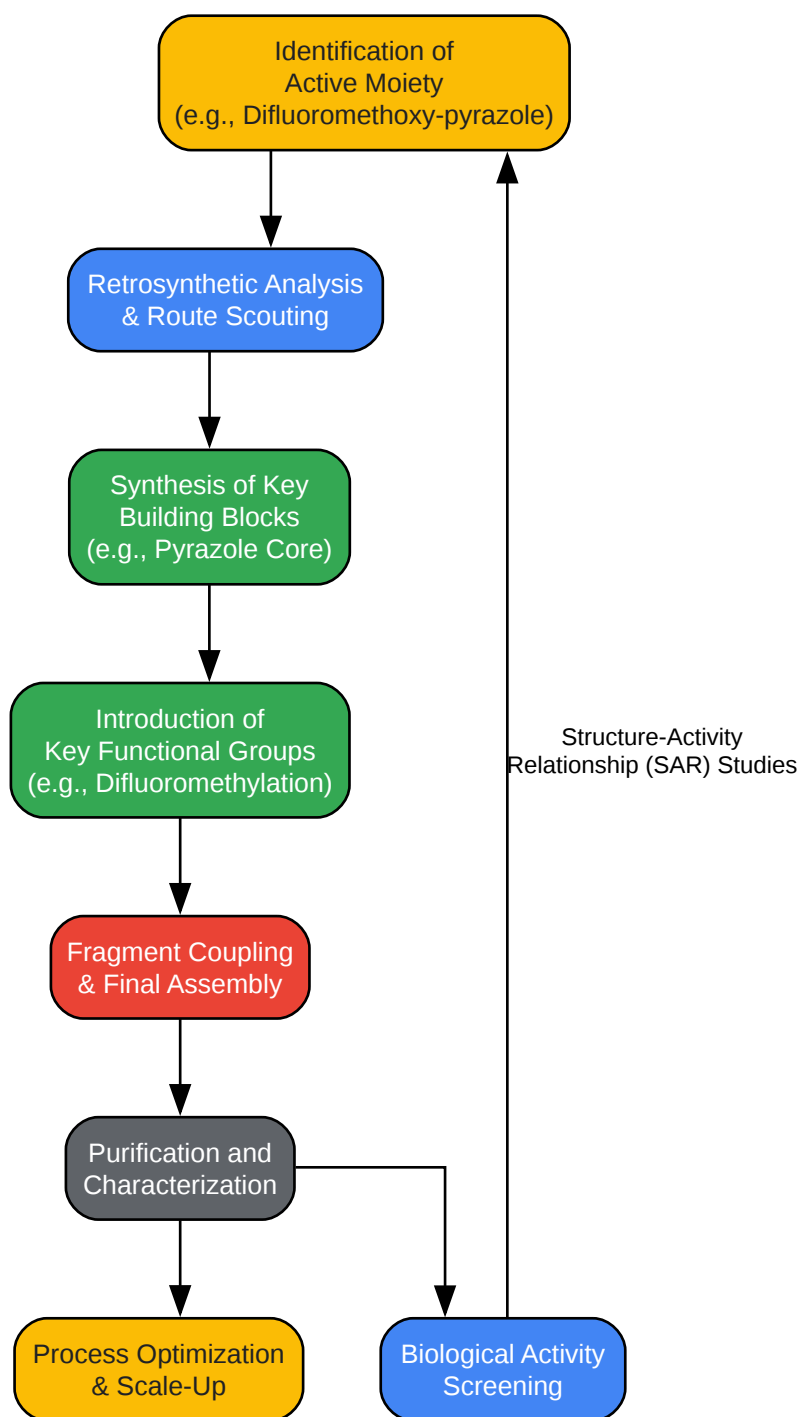 Identification of
Active Moiety
(e.g., Difluoromethoxy-pyrazole)
Retrosynthetic Analysis
& Route Scouting
Synthesis of Key
Building Blocks
(e.g., Pyrazole Core)
Introduction of
Key Functional Groups
(e.g., Difluoromethylation)
Structure-Activity
Relationship (SAR) Studies
Fragment Coupling
& Final Assembly
Purification and
Characterization
Process Optimization
& Scale-Up
Biological Activity
Screening